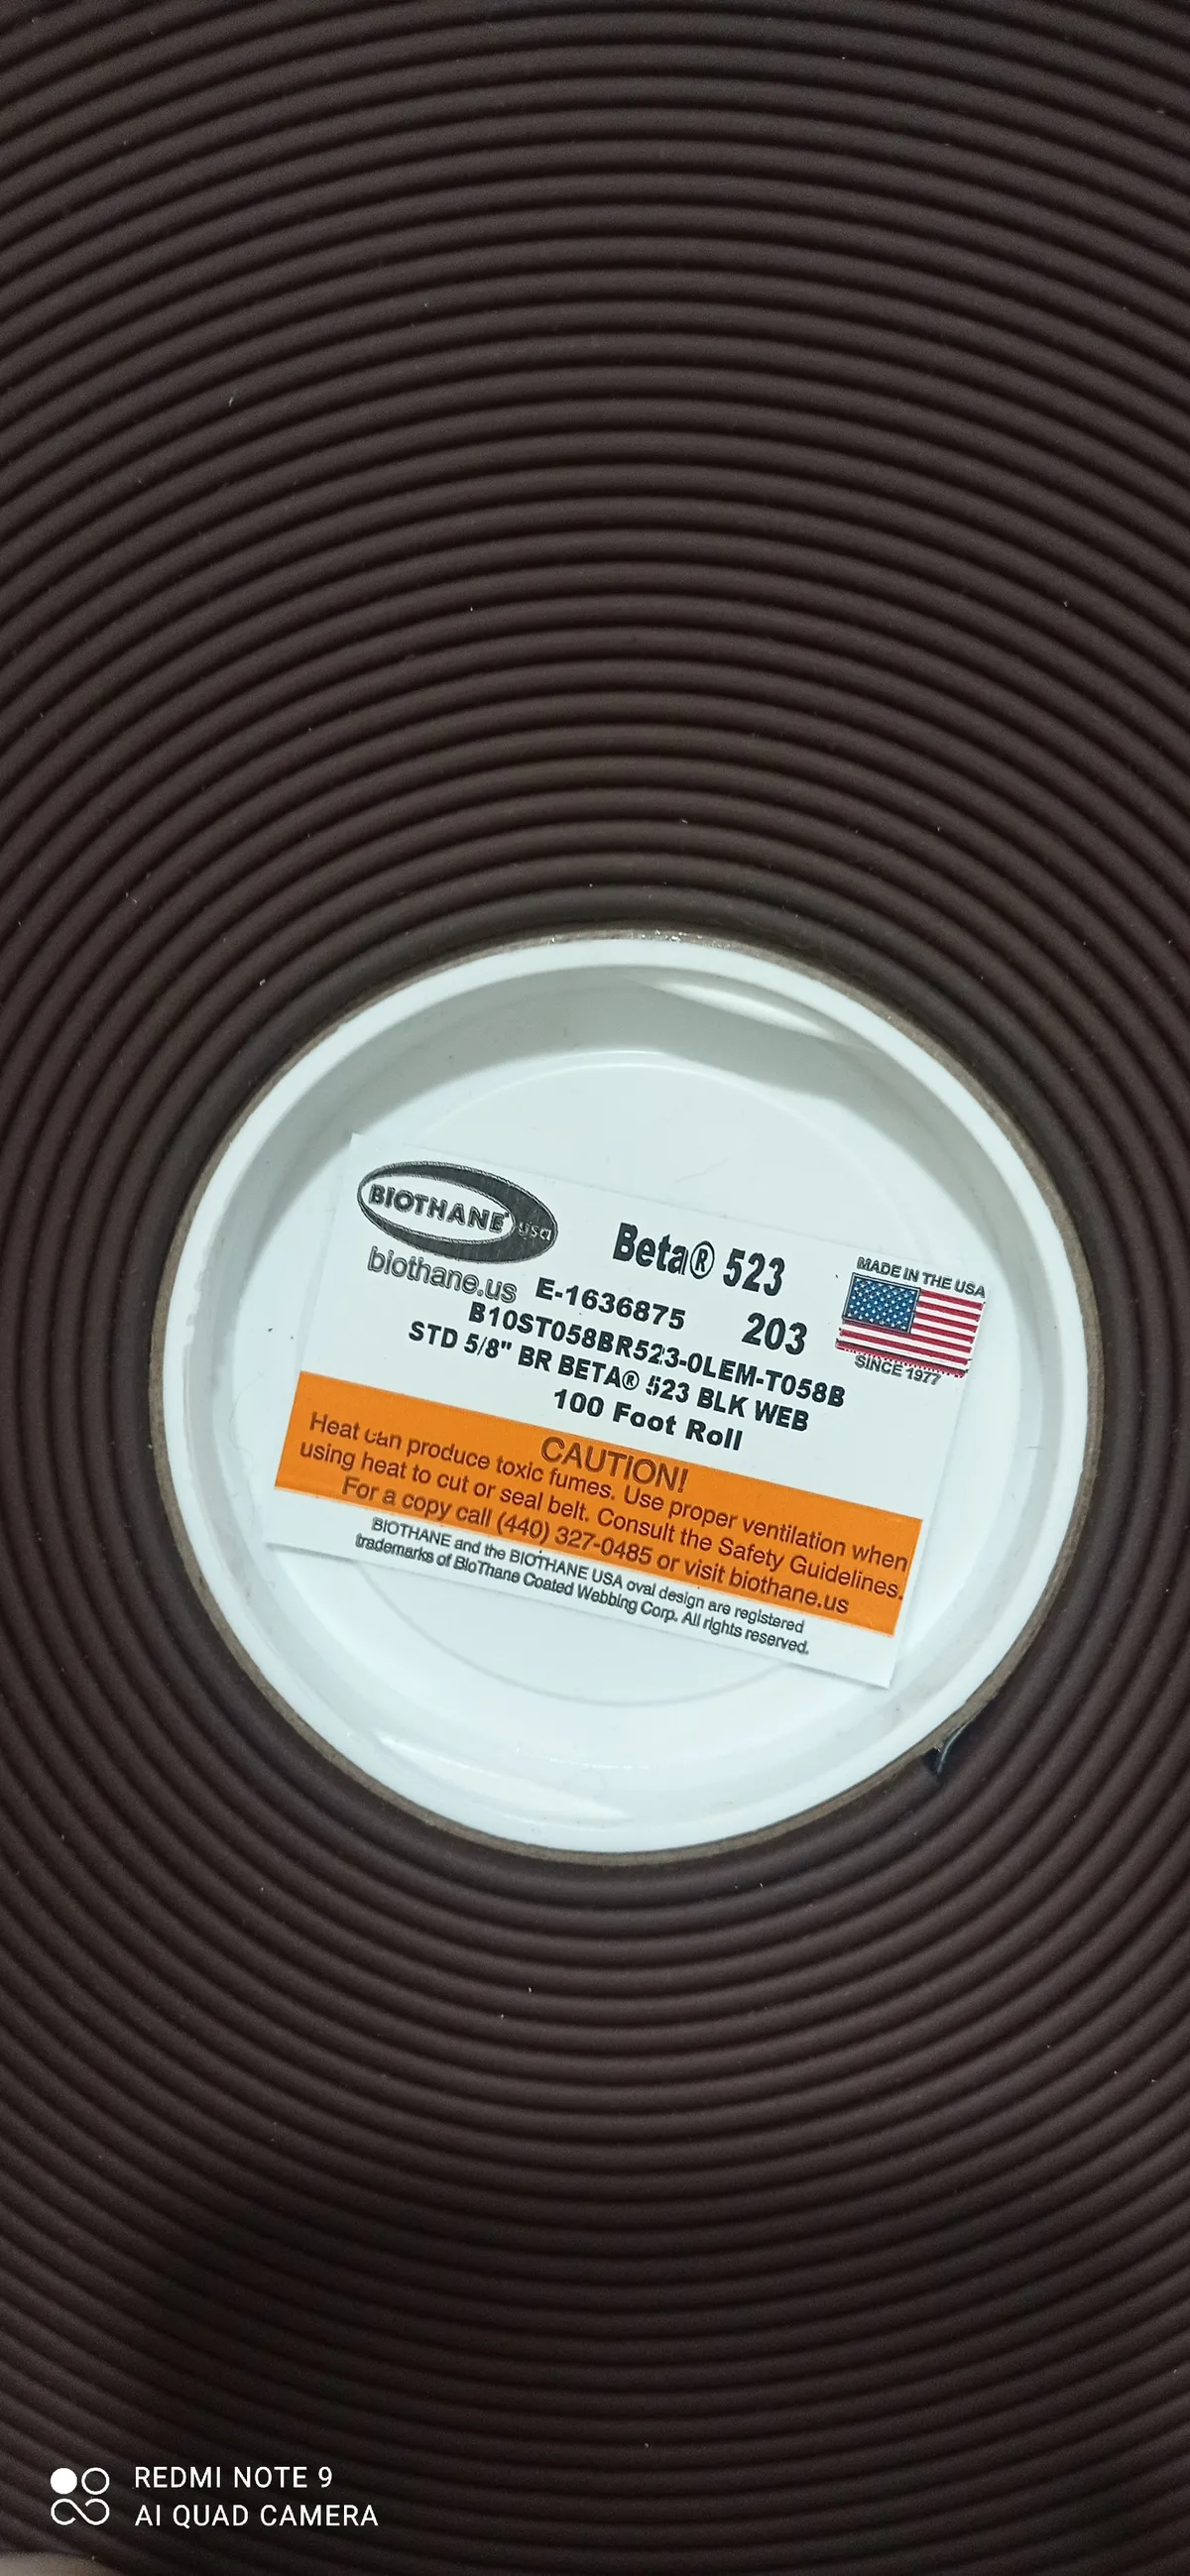 BIOTHANE® usa
Beta® 523
MADE IN THE USA
biothane.us
E-1636875
203
SINCE 1977
B10ST058BR523-0LEM-T058B
STD 5/8" BR BETA® 523 BLK WEB
100 Foot Roll
CAUTION!
Heat can produce toxic fumes. Use proper ventilation when
using heat to cut or seal belt. Consult the Safety Guidelines.
For a copy call (440) 327-0485 or visit biothane.us
BIOTHANE and the BIOTHANE USA oval design are registered
trademarks of BioThane Coated Webbing Corp. All rights reserved.
REDMI NOTE 9
AI QUAD CAMERA